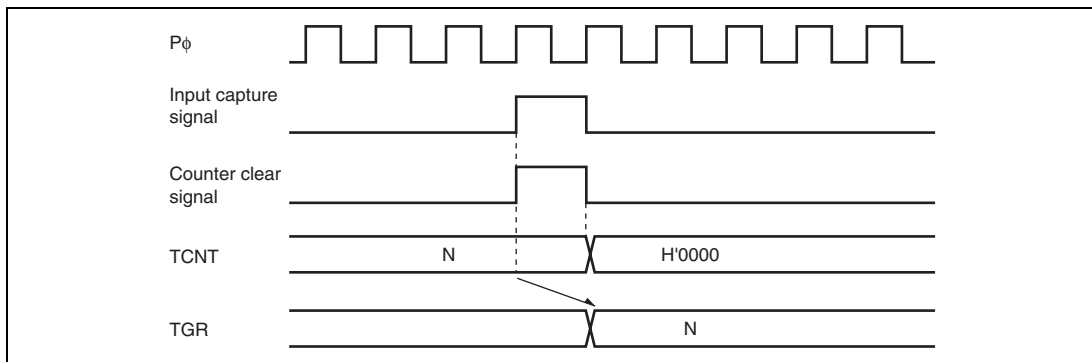 Pϕ
Input capture
signal
Counter clear
signal
TCNT
N
H'0000
TGR
N